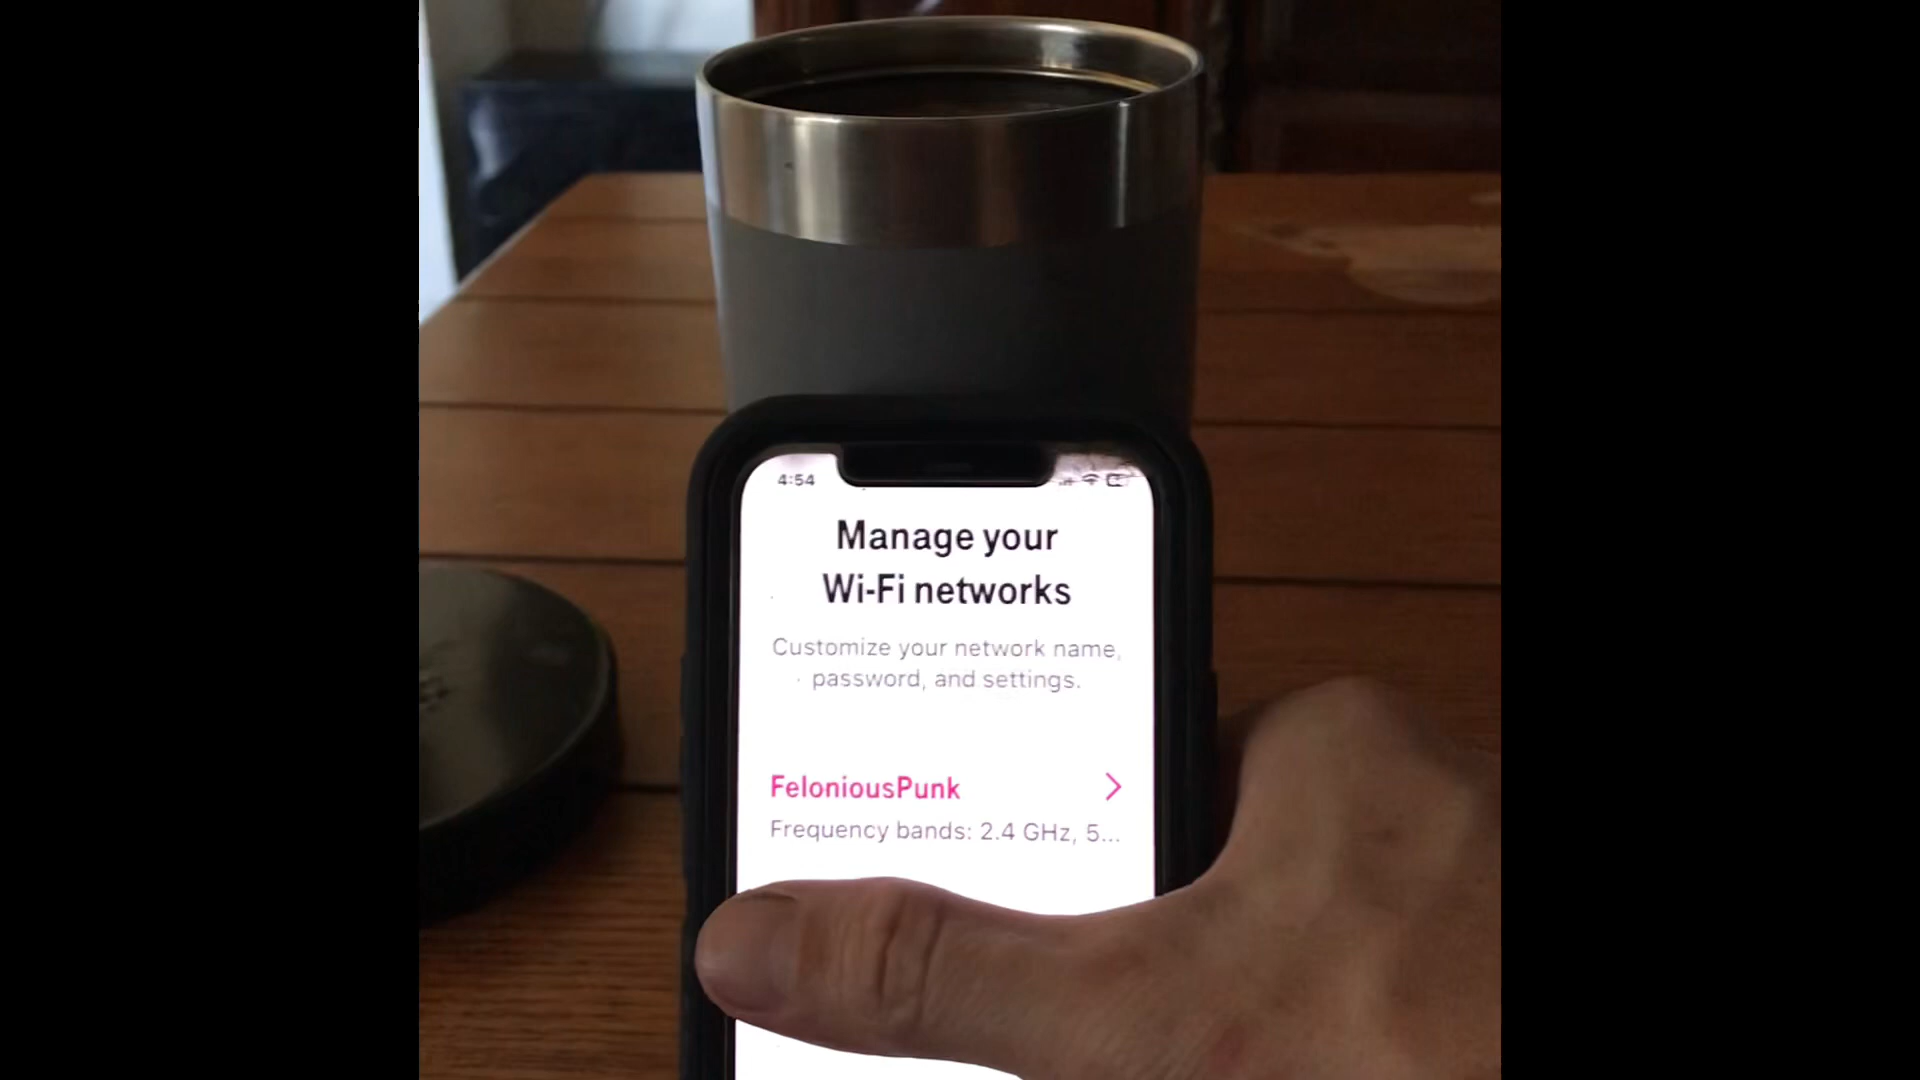 4:54
Manage your
Wi-Fi networks
Customize your network name,
password, and settings.
FeloniousPunk
Frequency bands: 2.4 GHz, 5...